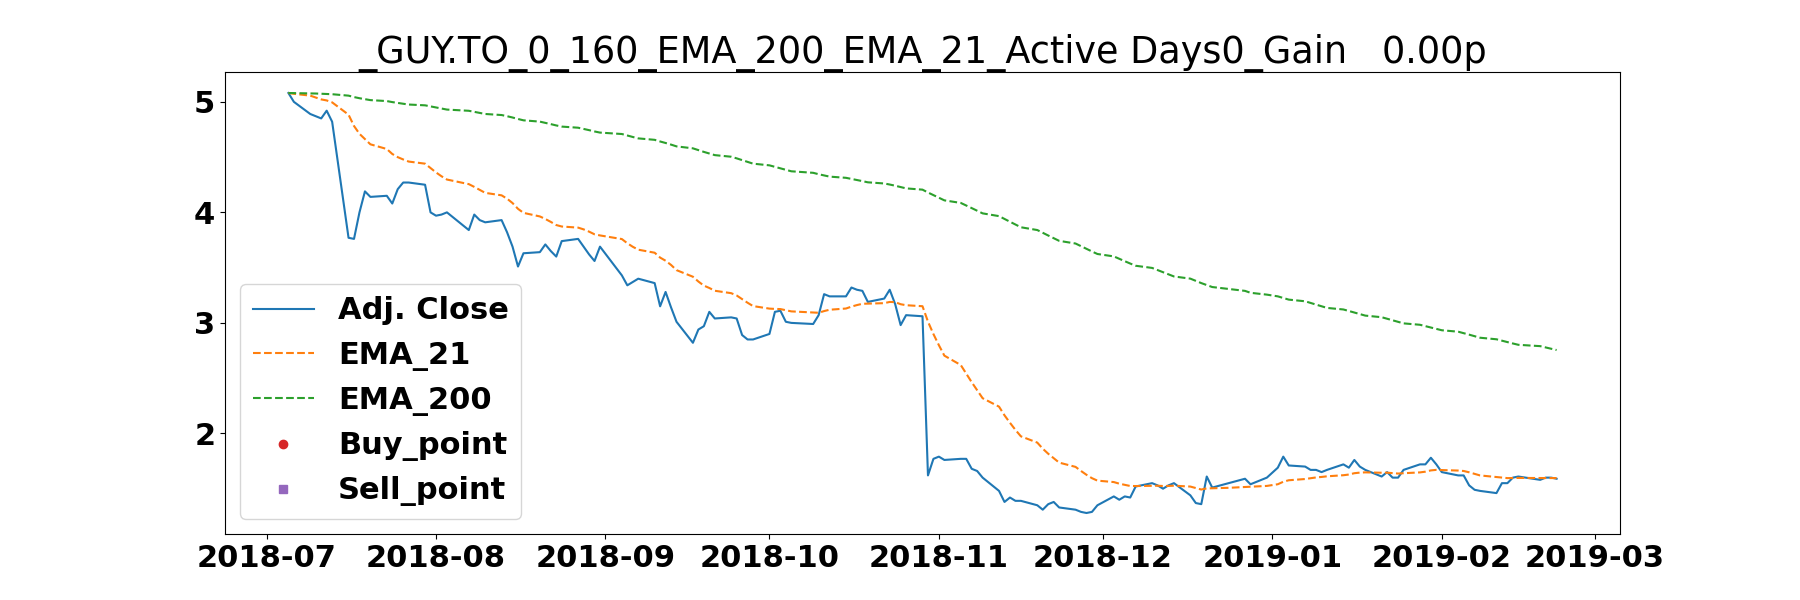 _GUY.TO_0_160_EMA_200_EMA_21_Active Days0_Gain   0.00p
5
4
3
2
Adj. Close
EMA_21
EMA_200
Buy_point
Sell_point
2018-07 2018-08 2018-09 2018-10 2018-11 2018-12 2019-01 2019-02 2019-03